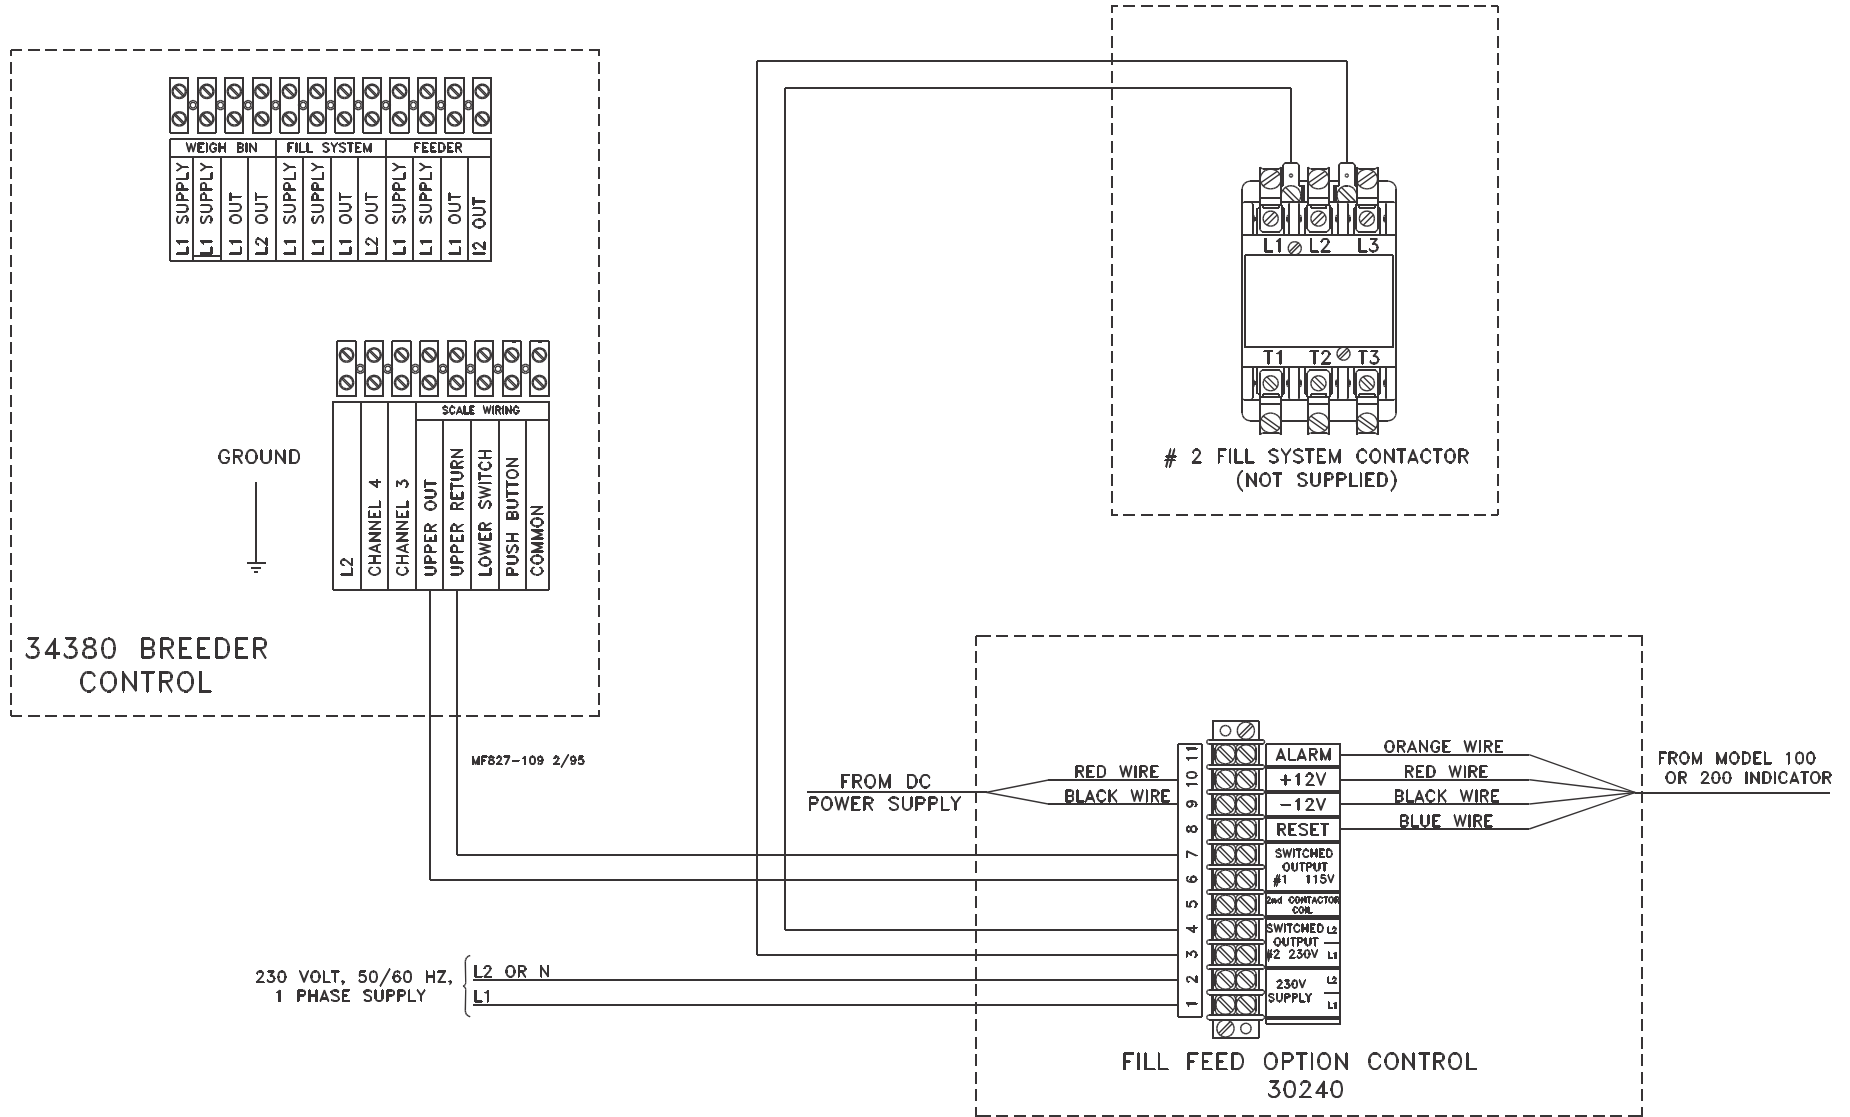 WEIGH BIN
FILL SYSTEM
FEEDER
L1 SUPPLY
L1 SUPPLY
L1 OUT
L2 OUT
L1 SUPPLY
L1 SUPPLY
L1 OUT
L2 OUT
L1 SUPPLY
L1 SUPPLY
L1 OUT
I2 OUT
SCALE WIRING
L2
CHANNEL 4
CHANNEL 3
UPPER OUT
UPPER RETURN
LOWER SWITCH
PUSH BUTTON
COMMON
GROUND
34380 BREEDER
CONTROL
MF827-109 2/95
L1 L2 L3
T1 T2 T3
# 2 FILL SYSTEM CONTACTOR
(NOT SUPPLIED)
FROM DC
POWER SUPPLY
RED WIRE
BLACK WIRE
11
10
9
8
7
6
5
4
3
2
1
ALARM
+12V
-12V
RESET
SWITCHED
OUTPUT
#1 115V
2nd CONTACTOR
COIL
SWITCHED L2
OUTPUT
#2 230V L1
230V L2
SUPPLY L1
ORANGE WIRE
RED WIRE
BLACK WIRE
BLUE WIRE
FROM MODEL 100
OR 200 INDICATOR
230 VOLT, 50/60 HZ,
1 PHASE SUPPLY
L2 OR N
L1
FILL FEED OPTION CONTROL
30240